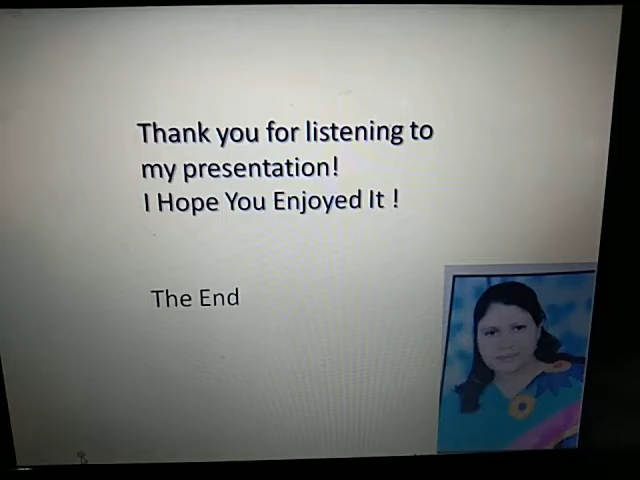 Thank you for listening to
my presentation!
I Hope You Enjoyed It !
The End